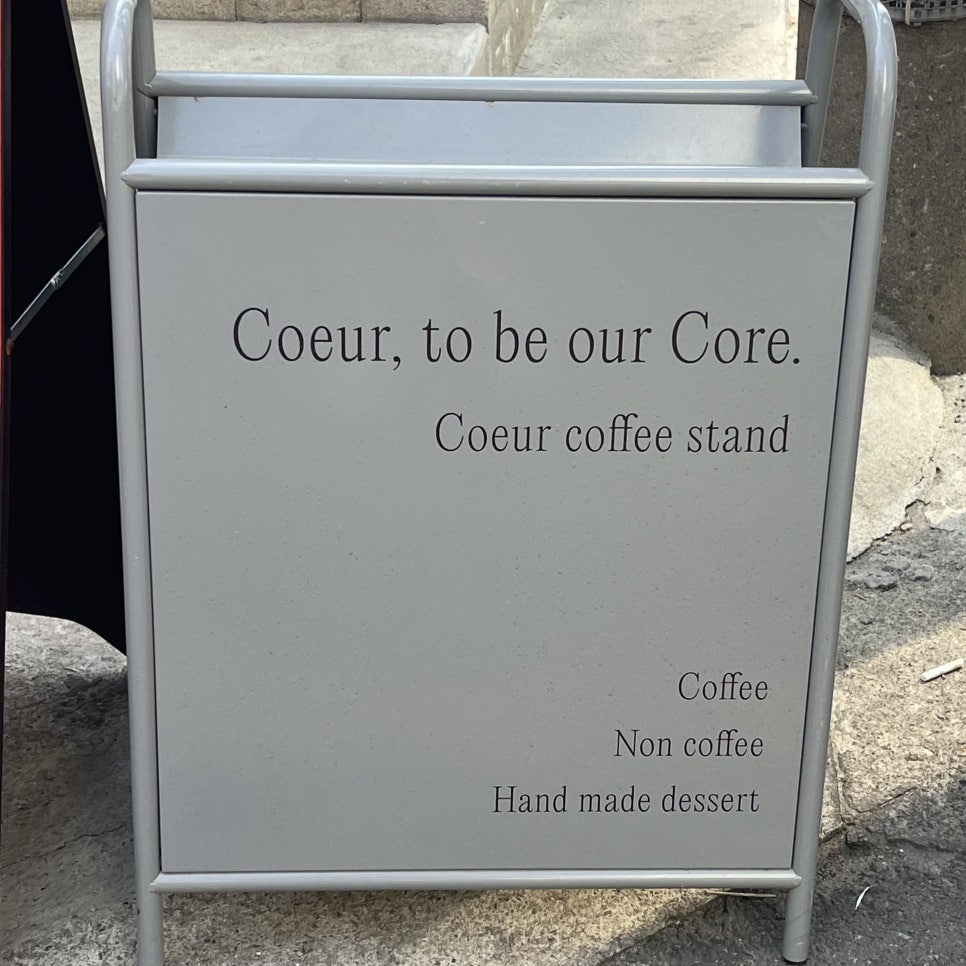 Coeur, to be our Core.
Coeur coffee stand
Coffee
Non coffee
Hand made dessert